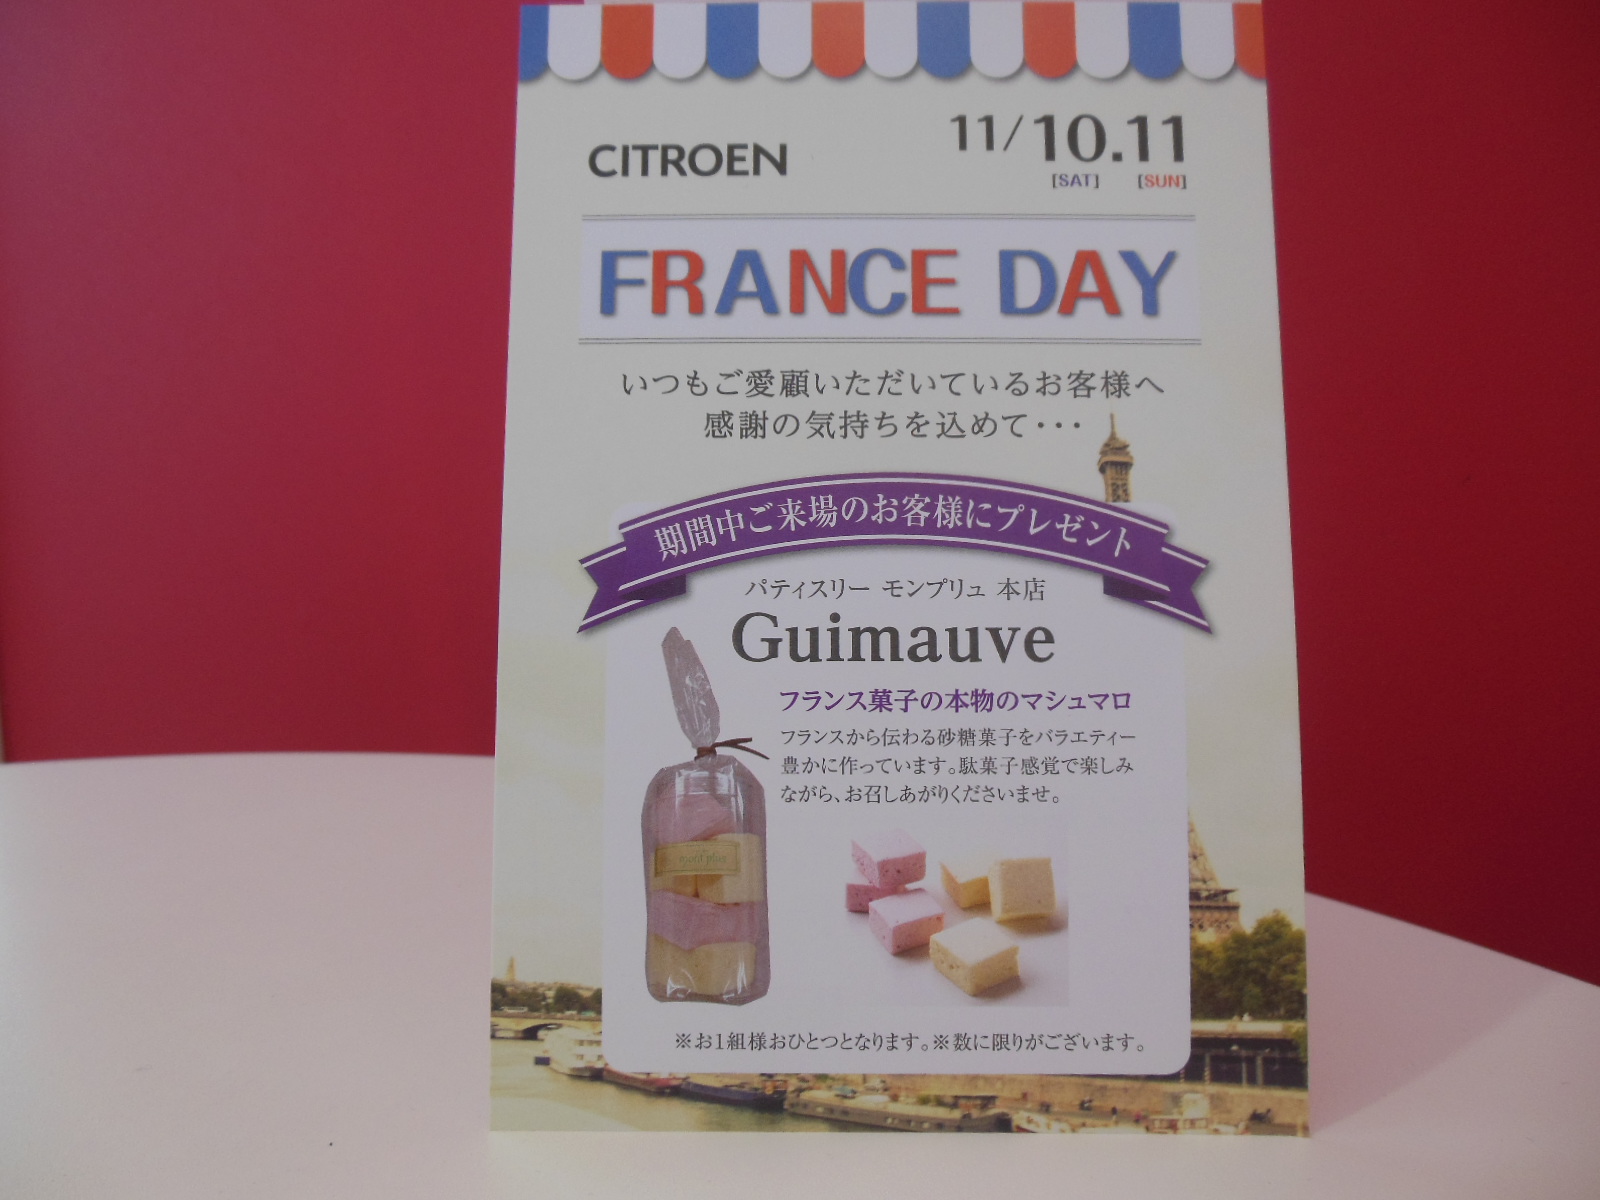 CITROEN
11/10.11
[SAT] [SUN]
FRANCE DAY
いつもご愛顧いただいているお客様へ
感謝の気持ちを込めて・・・
期間中ご来場のお客様にプレゼント
パティスリー モンプリュ 本店
Guimauve
フランス菓子の本物のマシュマロ
フランスから伝わる砂糖菓子をバラエティー
豊かに作っています。駄菓子感覚で楽しみ
ながら、お召しあがりくださいませ。
mont plus
※お1組様おひとつとなります。※数に限りがございます。